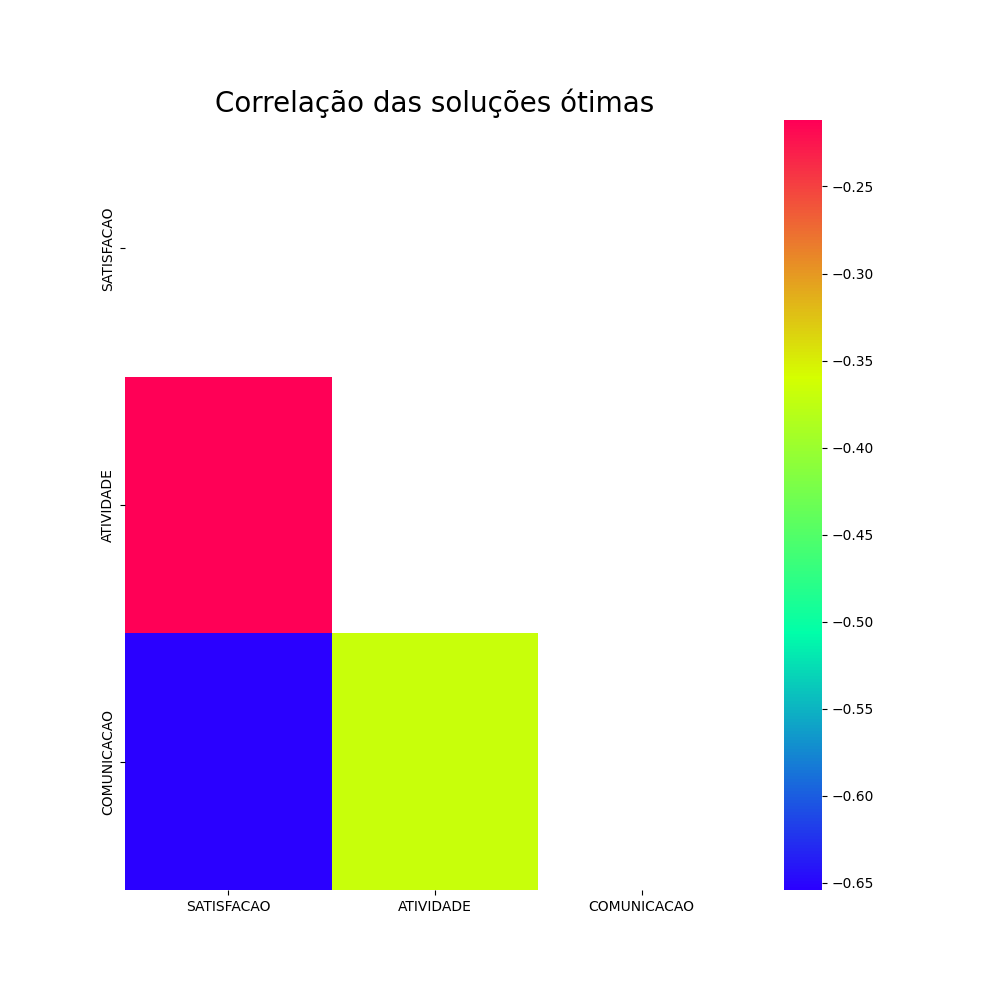 Correlação das soluções ótimas
SATISFACAO
ATIVIDADE
COMUNICACAO
SATISFACAO
ATIVIDADE
COMUNICACAO
−0.25
−0.30
−0.35
−0.40
−0.45
−0.50
−0.55
−0.60
−0.65